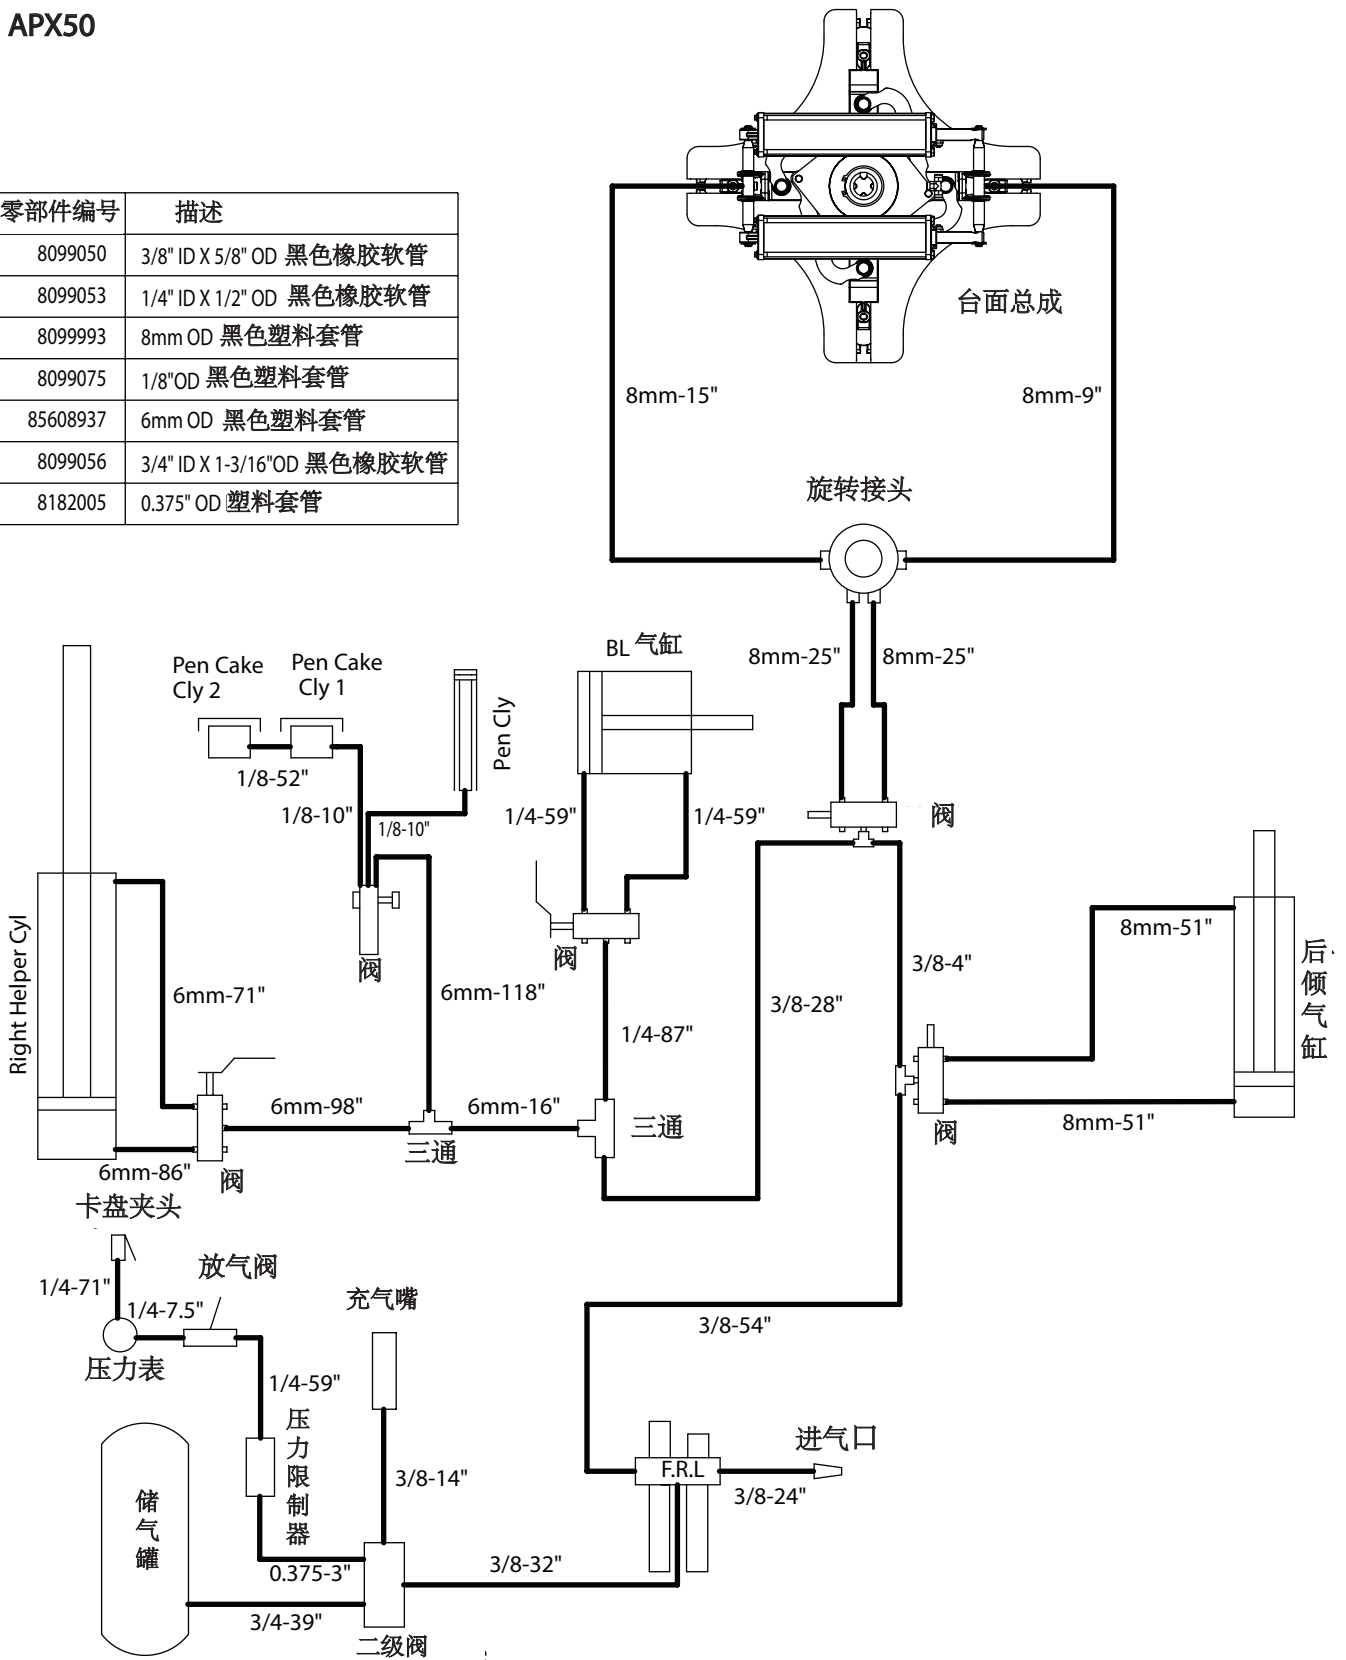 APX50
零部件编号 描述
8099050 3/8" ID X 5/8" OD 黑色橡胶软管
8099053 1/4" ID X 1/2" OD 黑色橡胶软管
8099993 8mm OD 黑色塑料套管
8099075 1/8"OD 黑色塑料套管
85608937 6mm OD 黑色塑料套管
8099056 3/4" ID X 1-3/16"OD 黑色橡胶软管
8182005 0.375" OD 塑料套管
台面总成
8mm-15"
8mm-9"
旋转接头
8mm-25"
8mm-25"
阀
Pen Cake
Cly 2
Pen Cake
Cly 1
Pen Cly
BL 气缸
1/8-52"
1/8-10"
1/8-10"
1/4-59"
1/4-59"
阀
阀
Right Helper Cyl
6mm-71"
6mm-118"
1/4-87"
3/8-28"
3/8-4"
8mm-51"
后倾气缸
6mm-98"
6mm-16"
三通
三通
6mm-86"
阀
阀
8mm-51"
卡盘夹头
1/4-71"
放气阀
1/4-7.5"
压力表
充气嘴
1/4-59"
压力限制器
储气罐
3/8-14"
0.375-3"
3/4-39"
二级阀
3/8-32"
3/8-54"
F.R.L
进气口
3/8-24"